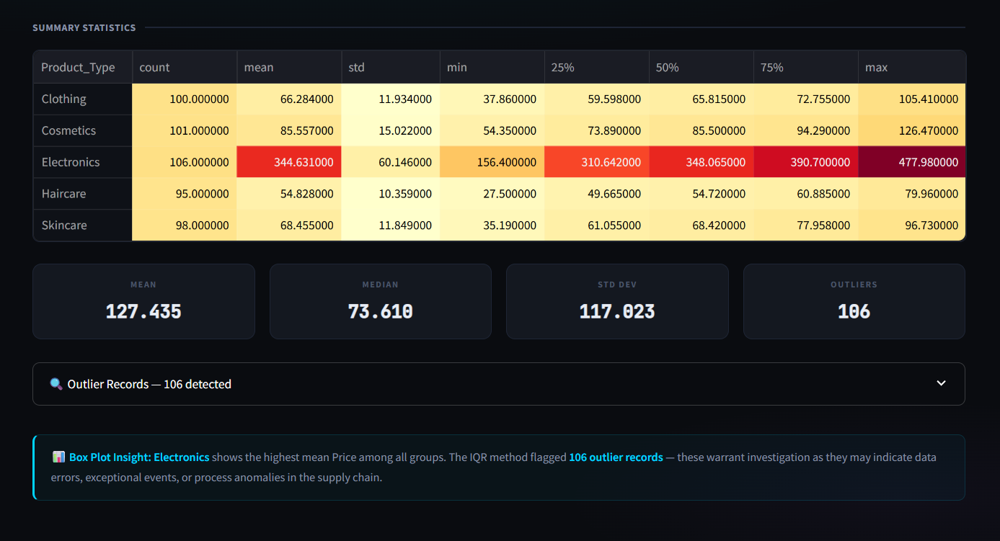 SUMMARY STATISTICS
Product_Type count mean std min 25% 50% 75% max
Clothing 100.000000 66.284000 11.934000 37.860000 59.598000 65.815000 72.755000 105.410000
Cosmetics 101.000000 85.557000 15.022000 54.350000 73.890000 85.500000 94.290000 126.470000
Electronics 106.000000 344.631000 60.146000 156.400000 310.642000 348.065000 390.700000 477.980000
Haircare 95.000000 54.828000 10.359000 27.500000 49.665000 54.720000 60.885000 79.960000
Skincare 98.000000 68.455000 11.849000 35.190000 61.055000 68.420000 77.958000 96.730000
MEAN MEDIAN STD DEV OUTLIERS
127.435 73.610 117.023 106
🔍 Outlier Records — 106 detected
📊 Box Plot Insight: Electronics shows the highest mean Price among all groups. The IQR method flagged 106 outlier records — these warrant investigation as they may indicate data
errors, exceptional events, or process anomalies in the supply chain.